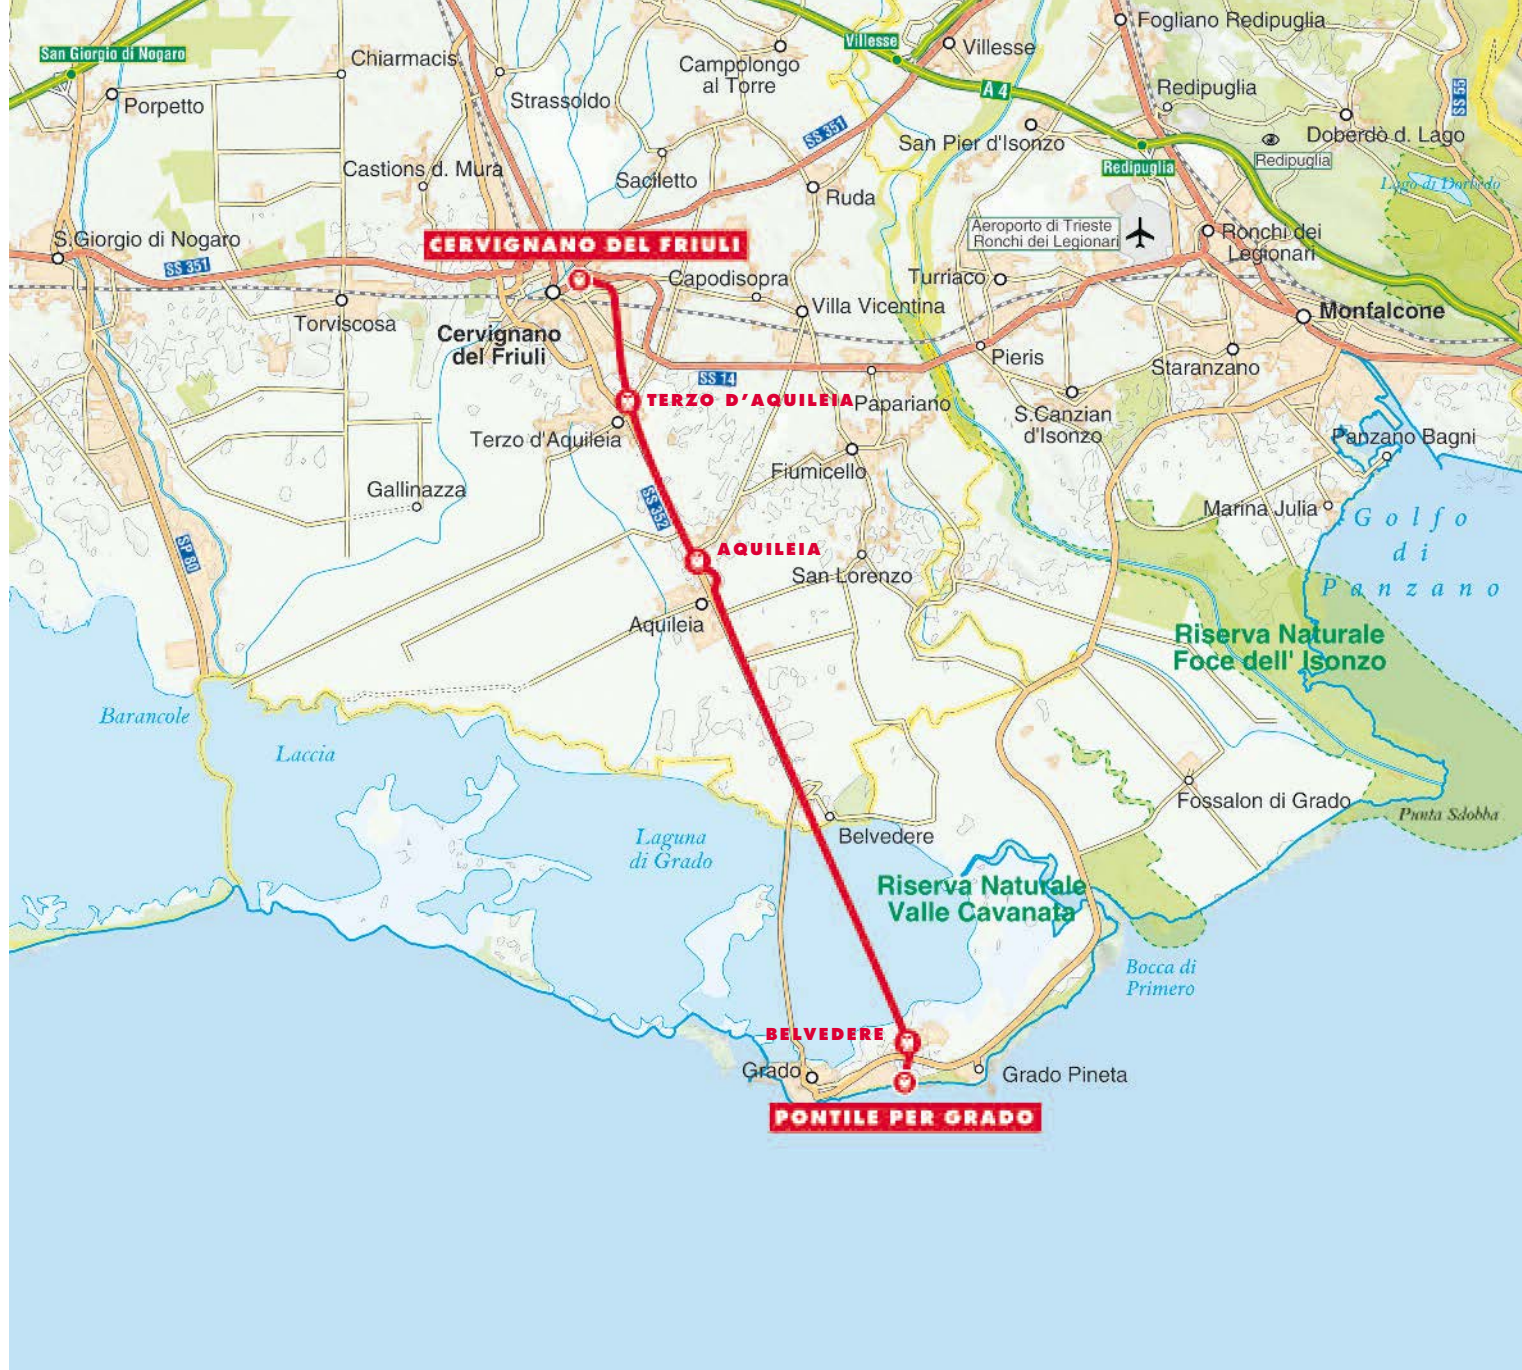 Fogliano Redipuglia
San Giorgio di Nogaro
Villesse
Villesse
Chiarmacis
Campolongo
al Torre
Porpetto
Strassoldo
A 4
Redipuglia
SS 55
SS 351
San Pier d'Isonzo
Doberdò d. Lago
Redipuglia
Redipuglia
Castions d. Mura
Saciletto
Ruda
Lago di Doberdo
S.Giorgio di Nogaro
CERVIGNANO DEL FRIULI
Aeroporto di Trieste
Ronchi dei Legionari
Ronchi dei
Legionari
SS 351
Capodisopra
Turriaco
Villa Vicentina
Torviscosa
Monfalcone
Cervignano
del Friuli
Pieris
Staranzano
SS 14
TERZO D'AQUILEIA
Papariano
S.Canzian
d'Isonzo
Terzo d'Aquileia
Panzano Bagni
Fiumicello
Gallinazza
SS 352
Marina Julia
Golfo
di
Panzano
SP 80
AQUILEIA
San Lorenzo
Aquileia
Riserva Naturale
Foce dell' Isonzo
Barancole
Laccia
Fossalon di Grado
Punta Sdobba
Laguna
di Grado
Belvedere
Riserva Naturale
Valle Cavanata
Bocca di
Primero
BELVEDERE
Grado
Grado Pineta
PONTILE PER GRADO